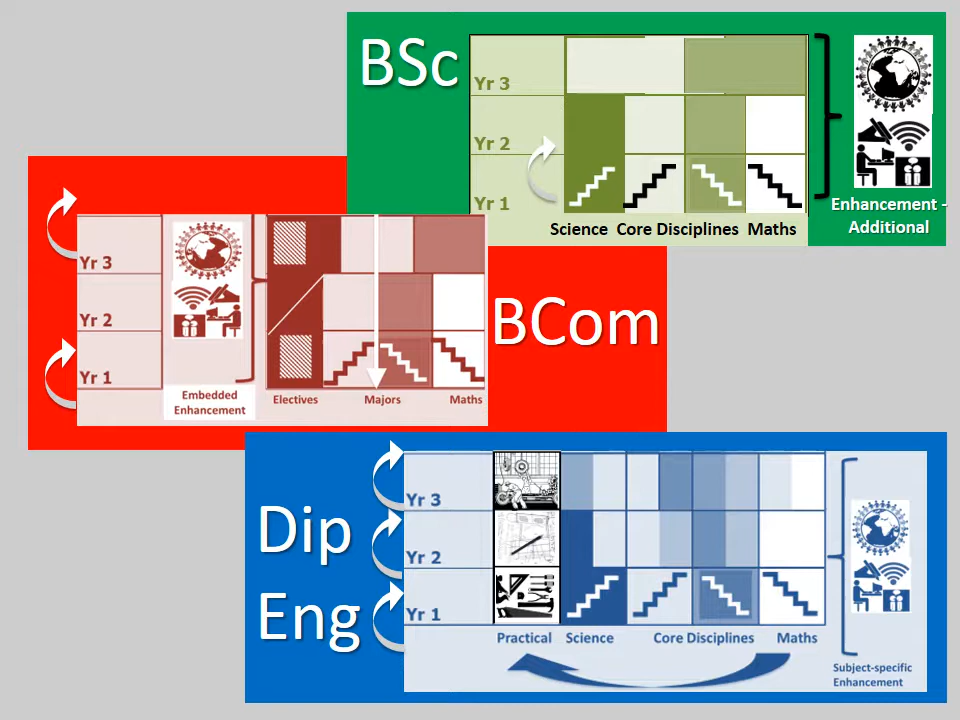 BSc
Yr 3
Yr 2
Yr 1
Science Core Disciplines Maths
Enhancement -
Additional
Yr 3
Yr 2
Yr 1
Embedded
Enhancement
Electives Majors Maths
BCom
Dip
Eng
Yr 3
Yr 2
Yr 1
Practical Science Core Disciplines Maths
Subject-specific
Enhancement